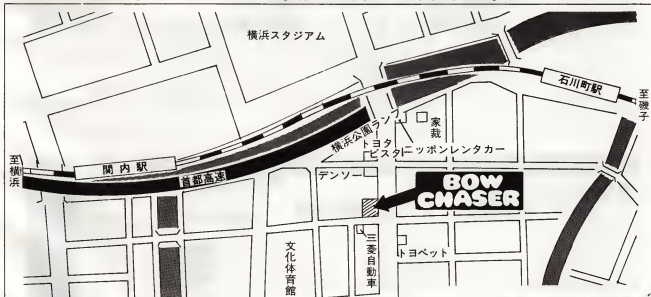 横浜スタジアム
石川町駅
至磯子
家裁
横浜公園ランプ
トヨタ
ビスタ
ニッポンレンタカー
至横浜
関内駅
首都高速
デンソー
BOW
CHASER
文化体育館
三菱自動車
トヨペット